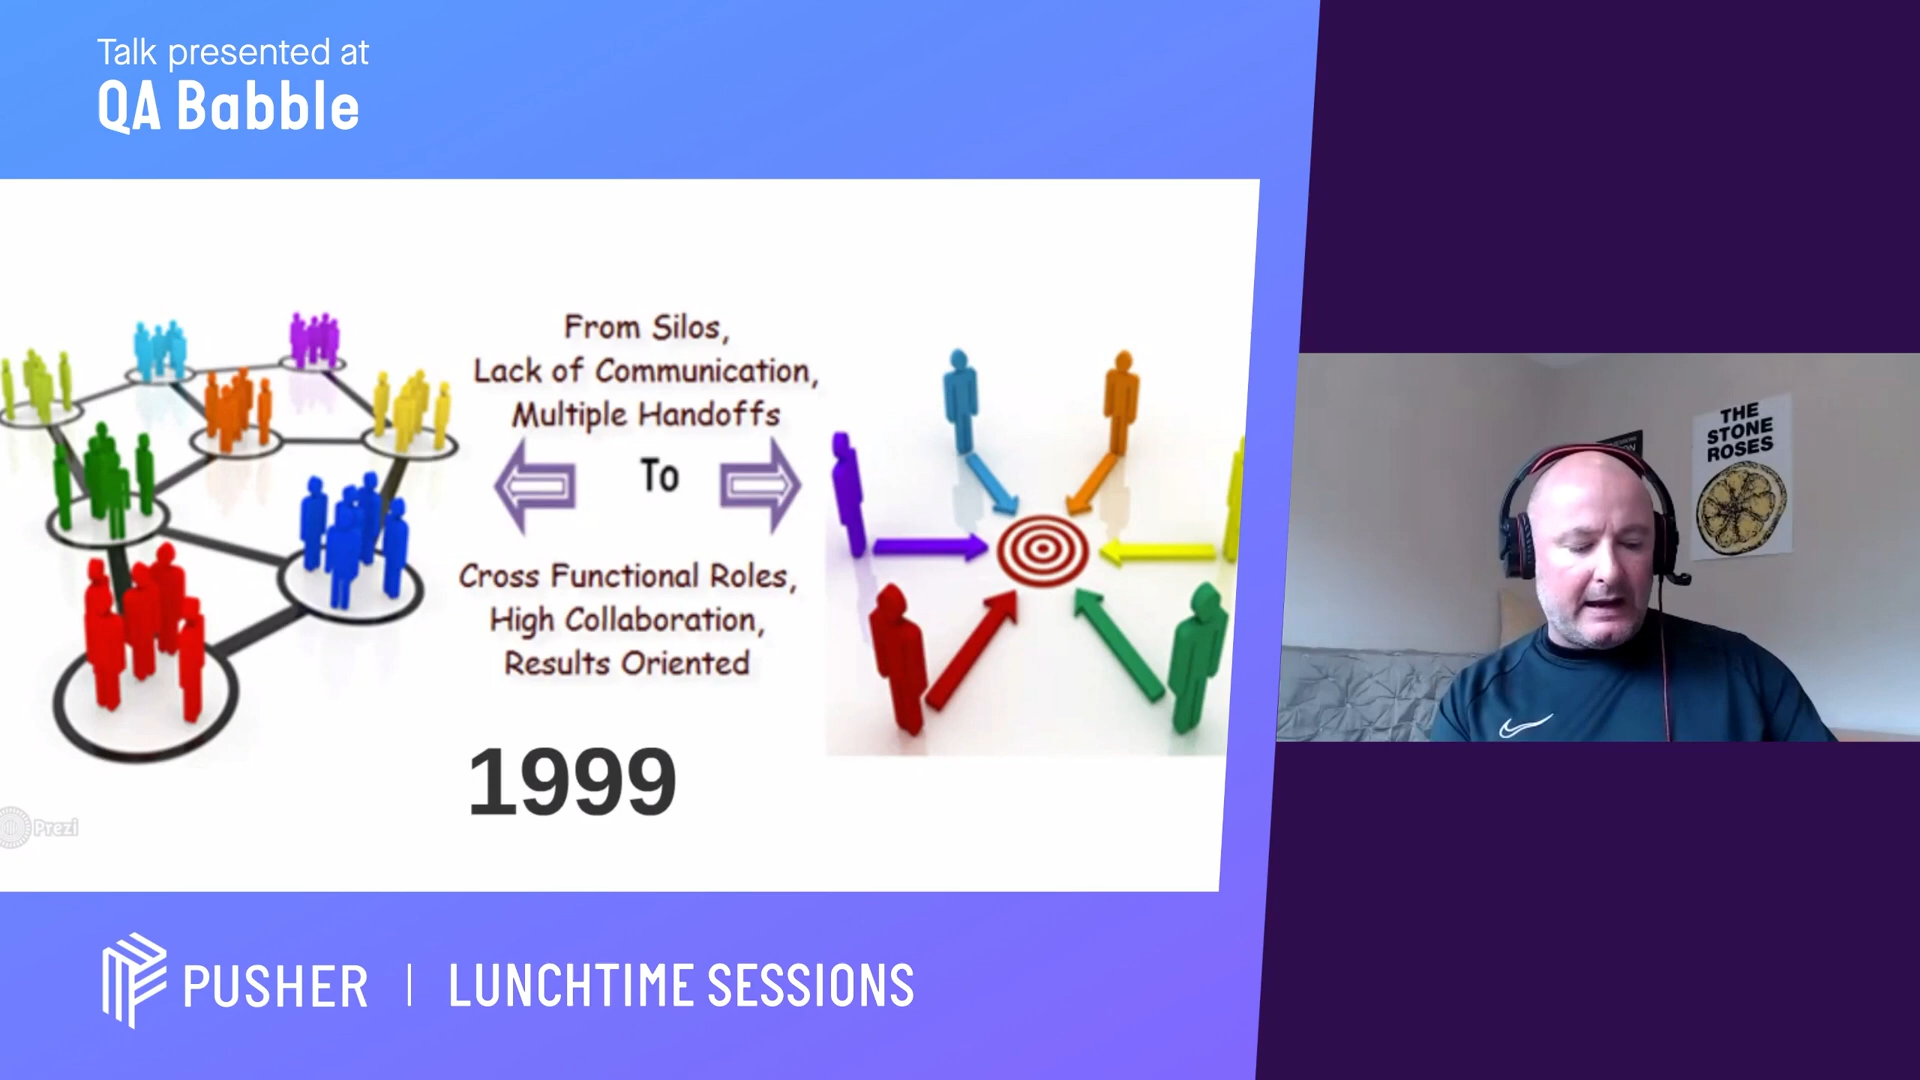 Talk presented at
QA Babble
From Silos,
Lack of Communication,
Multiple Handoffs
To
Cross Functional Roles,
High Collaboration,
Results Oriented
1999
Prezi
THE
STONE
ROSES
PUSHER | LUNCHTIME SESSIONS